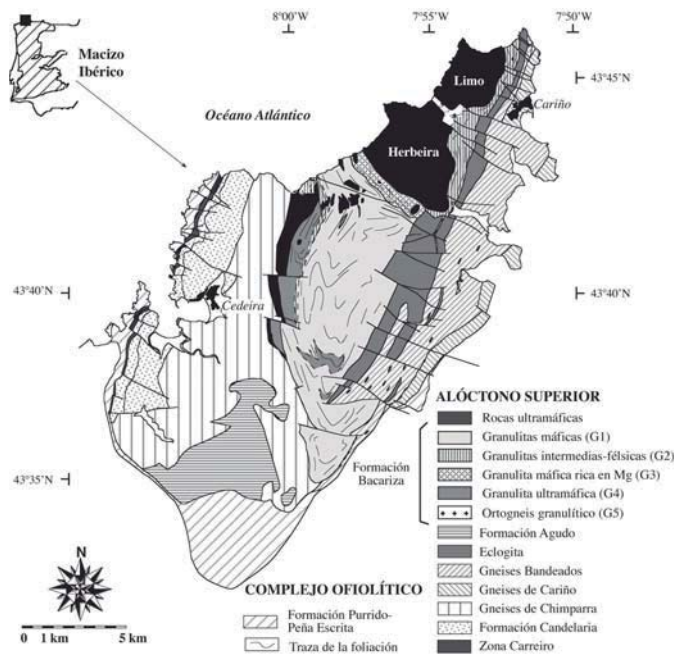 8°00'W
7°55'W
7°50'W
Macizo
Ibérico
Océano Atlántico
Limo
43°45'N
Cariño
Herbeira
43°40'N
Cedeira
43°40'N
43°35'N
ALÓCTONO SUPERIOR
Rocas ultramáficas
Granulitas máficas (G1)
Granulitas intermedias-félsicas (G2)
Granulita máfica rica en Mg (G3)
Granulita ultramáfica (G4)
Ortogneis granulítico (G5)
Formación
Bacariza
Formación Agudo
Eclogita
Gneises Bandeados
Gneises de Cariño
Gneises de Chimparra
Formación Candelaria
Zona Carreiro
COMPLEJO OFIOLÍTICO
Formación Purrido-
Peña Escrita
Traza de la foliación
N
0 1 km 5 km